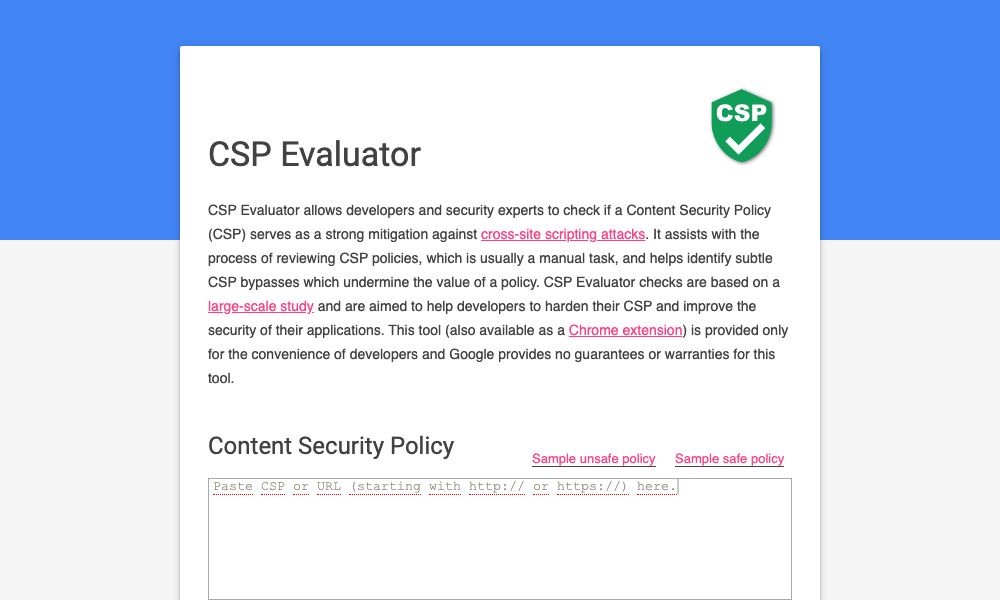 CSP
CSP Evaluator
CSP Evaluator allows developers and security experts to check if a Content Security Policy
(CSP) serves as a strong mitigation against cross-site scripting attacks. It assists with the
process of reviewing CSP policies, which is usually a manual task, and helps identify subtle
CSP bypasses which undermine the value of a policy. CSP Evaluator checks are based on a
large-scale study and are aimed to help developers to harden their CSP and improve the
security of their applications. This tool (also available as a Chrome extension) is provided only
for the convenience of developers and Google provides no guarantees or warranties for this
tool.
Content Security Policy
Sample unsafe policy Sample safe policy
Paste CSP or URL (starting with http:// or https://) here.